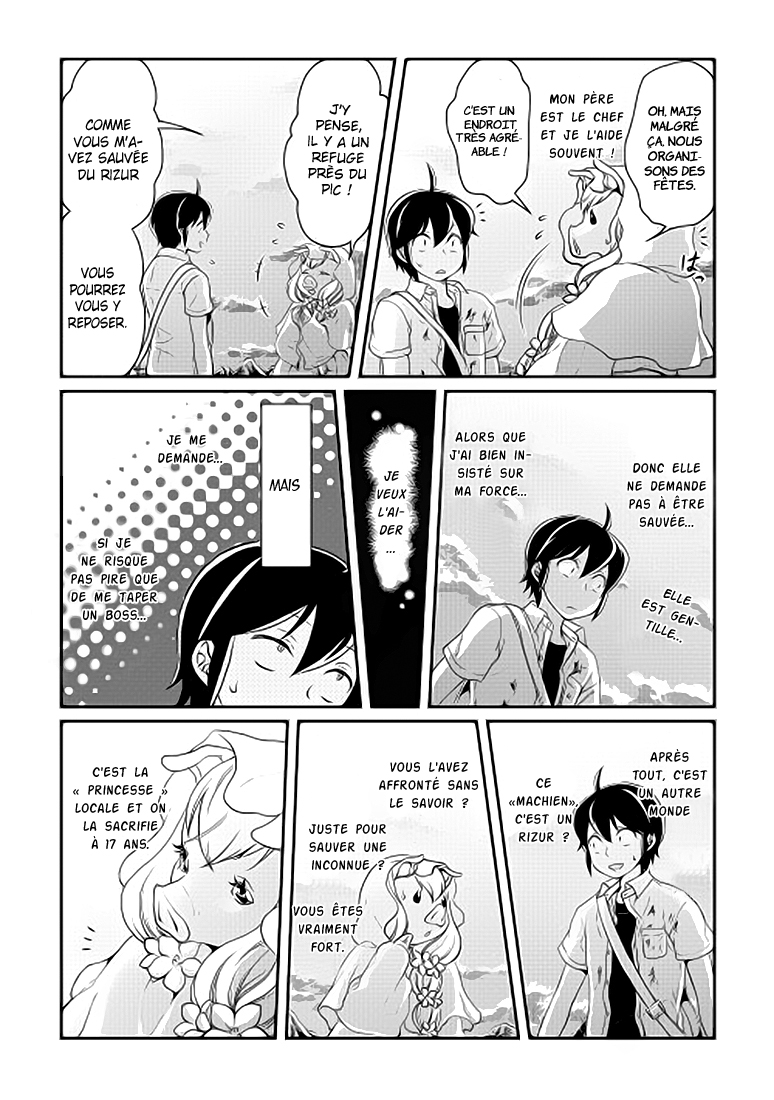 OH, MAIS
MALGRÉ
ÇA, NOUS
ORGANI-
SONS DES
FÊTES.
MON PÈRE
EST LE CHEF
ET JE L'AIDE
SOUVENT !
C'EST UN
ENDROIT
TRÈS AGRÉ-
ABLE !
はっ
J'Y
PENSE,
IL Y A UN
REFUGE
PRÈS DU
PIC !
COMME
VOUS M'A-
VEZ SAUVÉE
DU RIZUR
VOUS
POURREZ
VOUS Y
REPOSER.
DONC ELLE
NE DEMANDE
PAS À ÊTRE
SAUVÉE...
ALORS QUE
J'AI BIEN IN-
SISTÉ SUR
MA FORCE...
ELLE
EST GEN-
TILLE...
JE
VEUX
L'AI-
DER
...
MAIS
JE ME
DEMANDE...
SI JE
NE RISQUE
PAS PIRE QUE
DE ME TAPER
UN BOSS...
APRÈS
TOUT, C'EST
UN AUTRE
MONDE
CE
«MACHIEN»,
C'EST UN
RIZUR ?
VOUS L'AVEZ
AFFRONTÉ SANS
LE SAVOIR ?
JUSTE POUR
SAUVER UNE
INCONNUE ?
VOUS ÊTES
VRAIMENT
FORT.
C'EST LA
« PRINCESSE »
LOCALE ET ON
LA SACRIFIE
À 17 ANS.